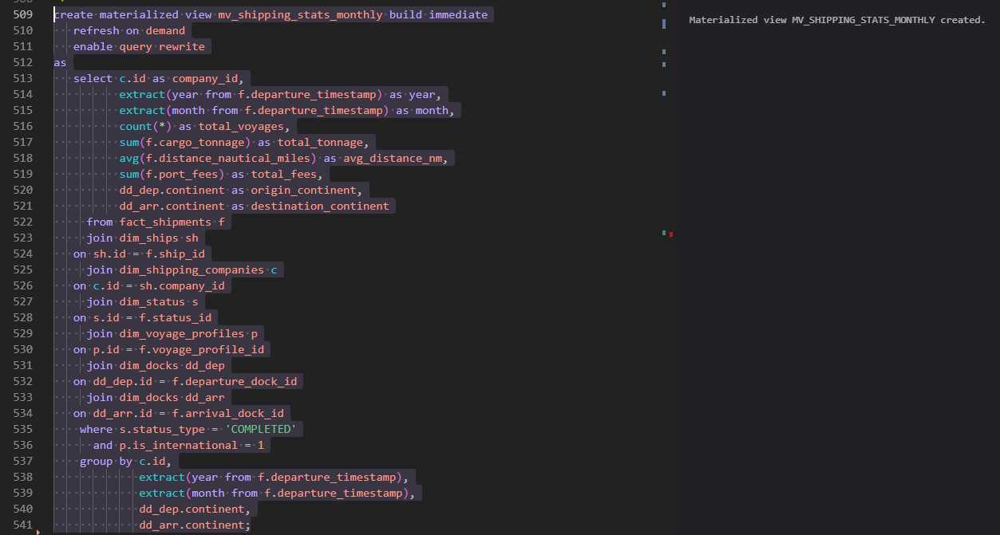 509 create materialized view mv_shipping_stats_monthly build immediate
Materialized view MV_SHIPPING_STATS_MONTHLY created.
510 refresh on demand
511 enable query rewrite
512 as
513 select c.id as company_id,
514 extract(year from f.departure_timestamp) as year,
515 extract(month from f.departure_timestamp) as month,
516 count(*) as total_voyages,
517 sum(f.cargo_tonnage) as total_tonnage,
518 avg(f.distance_nautical_miles) as avg_distance_nm,
519 sum(f.port_fees) as total_fees,
520 dd_dep.continent as origin_continent,
521 dd_arr.continent as destination_continent
522 from fact_shipments f
523 join dim_ships sh
524 on sh.id = f.ship_id
525 join dim_shipping_companies c
526 on c.id = sh.company_id
527 join dim_status s
528 on s.id = f.status_id
529 join dim_voyage_profiles p
530 on p.id = f.voyage_profile_id
531 join dim_docks dd_dep
532 on dd_dep.id = f.departure_dock_id
533 join dim_docks dd_arr
534 on dd_arr.id = f.arrival_dock_id
535 where s.status_type = 'COMPLETED'
536 and p.is_international = 1
537 group by c.id,
538 extract(year from f.departure_timestamp),
539 extract(month from f.departure_timestamp),
540 dd_dep.continent,
541 dd_arr.continent;